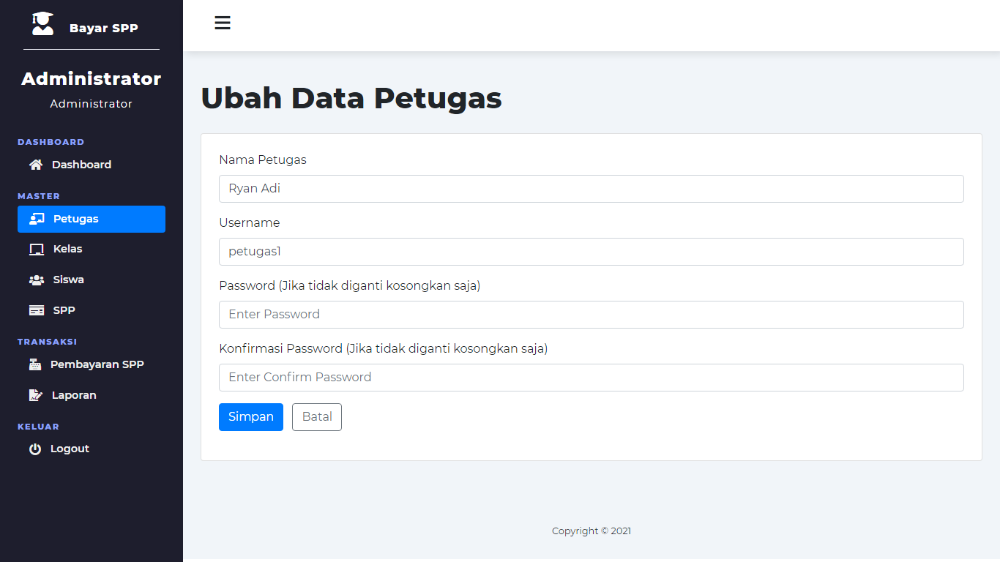 Bayar SPP
Administrator
Administrator
DASHBOARD
Dashboard
MASTER
Petugas
Kelas
Siswa
SPP
TRANSAKSI
Pembayaran SPP
Laporan
KELUAR
Logout
Ubah Data Petugas
Nama Petugas
Ryan Adi
Username
petugas1
Password (Jika tidak diganti kosongkan saja)
Enter Password
Konfirmasi Password (Jika tidak diganti kosongkan saja)
Enter Confirm Password
Simpan Batal
Copyright © 2021